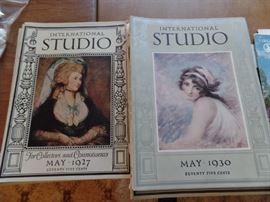 INTERNATIONAL
STUDIO
For Collectors and Connoisseurs
MAY 1927
SEVENTY FIVE CENTS
INTERNATIONAL
STUDIO
MAY 1930
SEVENTY FIVE CENTS